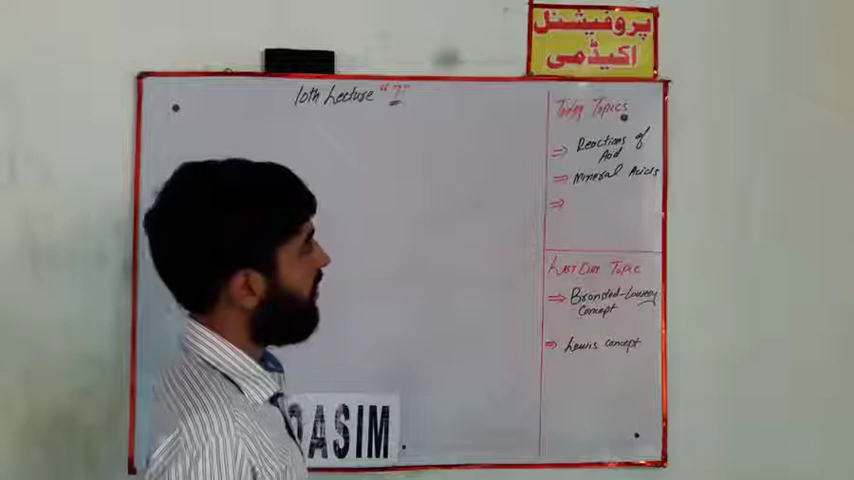 پروفیشنل
اکیڈمی
10th Lecture "7"
Today Topics
⇒ Reactions of
Acid
⇒ Mineral Acids
⇒
Last Day Topic
⇒ Bronsted-Lowery
Concept
⇒ Lewis concept
QASIM